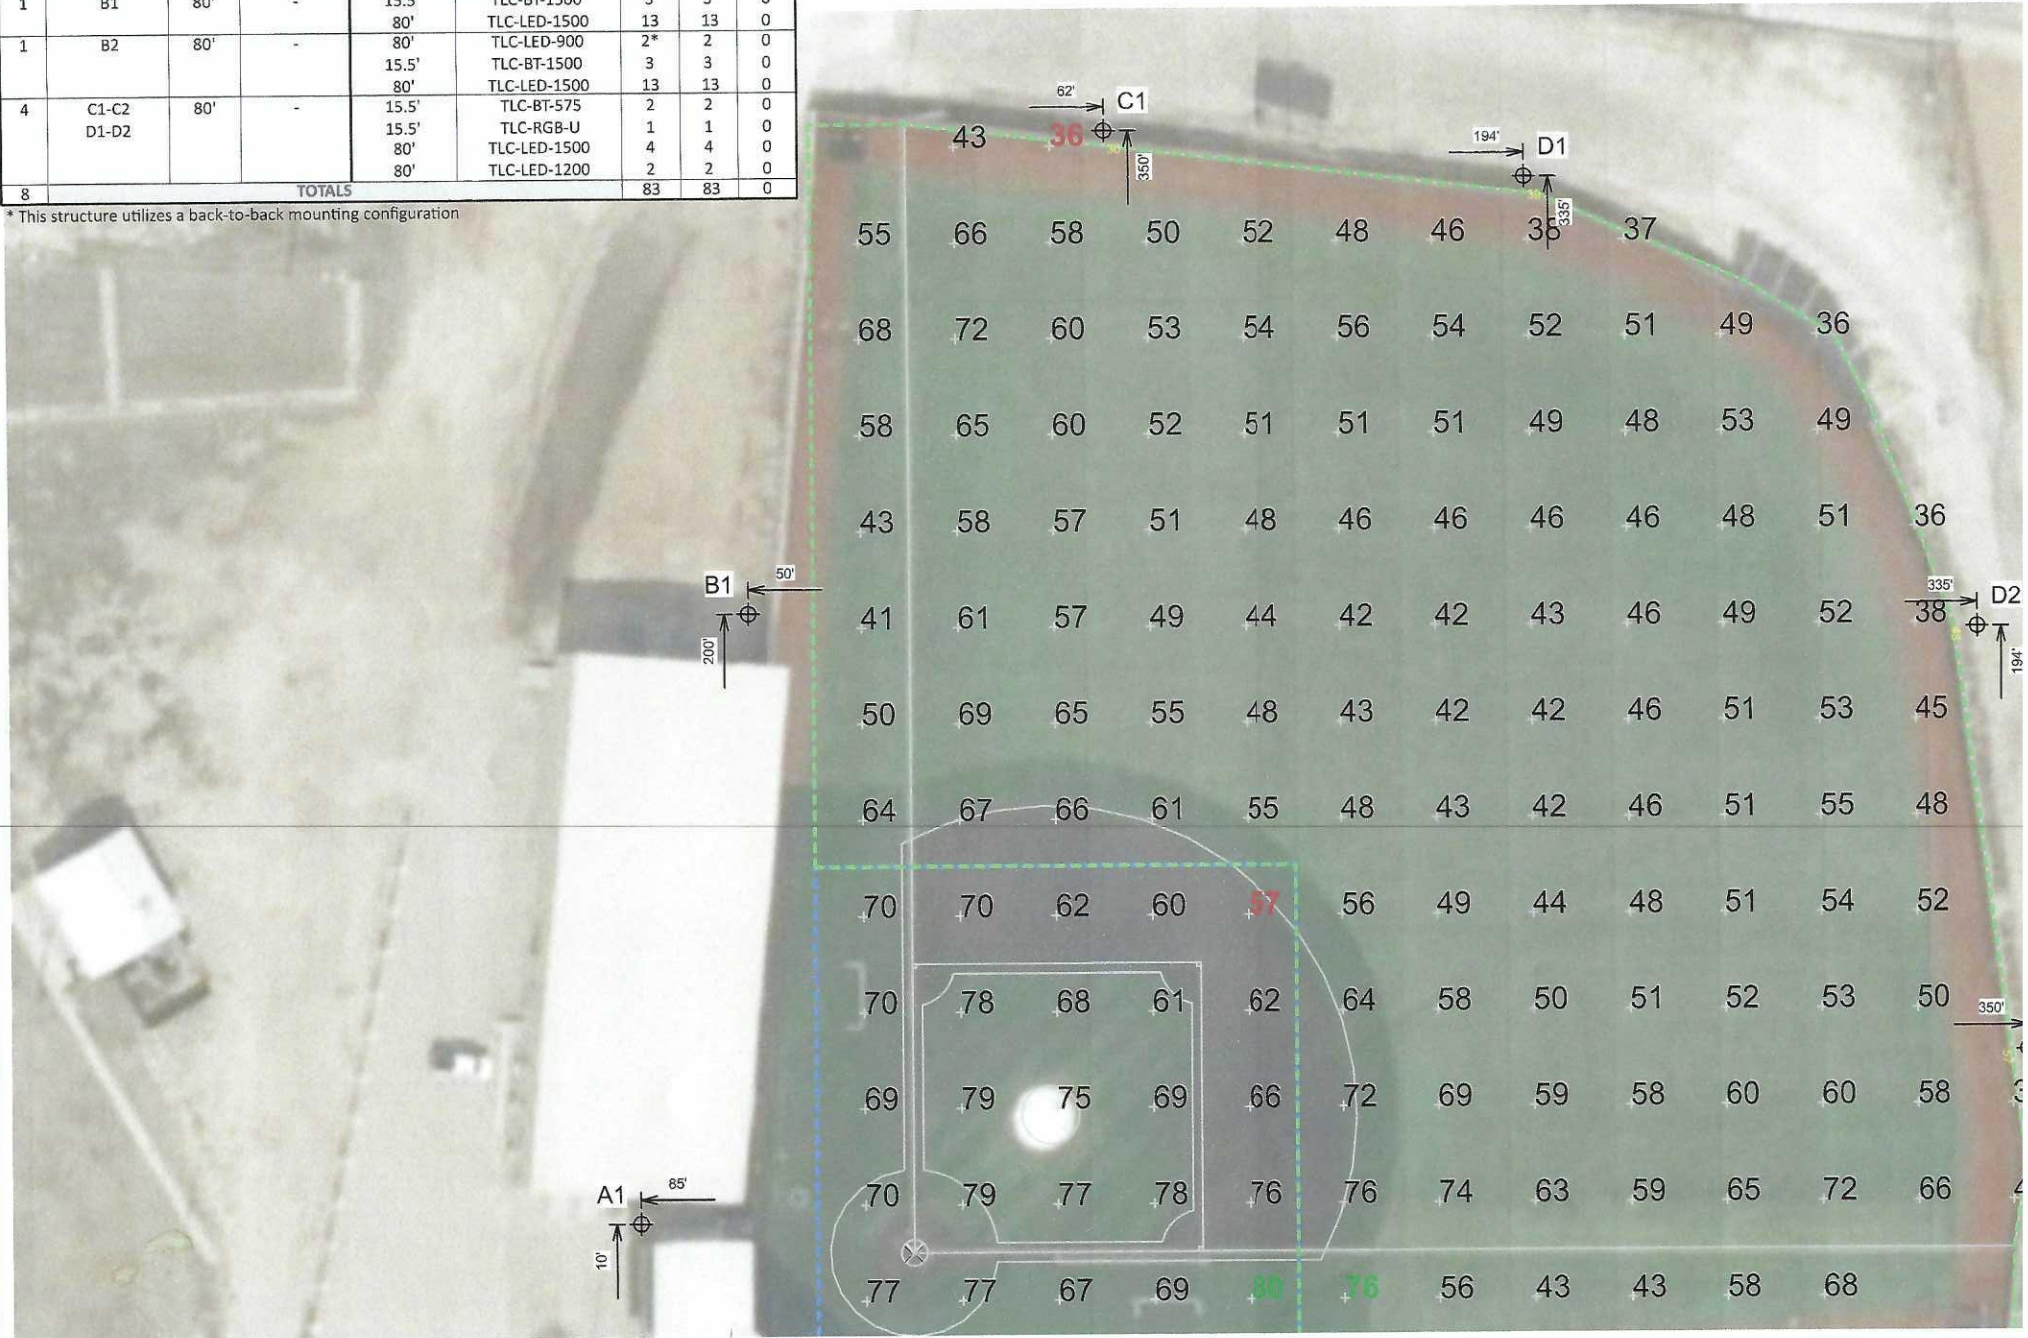 1 B1 80' - 15.5' TLC-BT-1500 3 3 0
80' TLC-LED-1500 13 13 0
1 B2 80' - 80' TLC-LED-900 2* 2 0
15.5' TLC-BT-1500 3 3 0
80' TLC-LED-1500 13 13 0
4 C1-C2 80' - 15.5' TLC-BT-575 2 2 0
D1-D2 15.5' TLC-RGB-U 1 1 0
80' TLC-LED-1500 4 4 0
80' TLC-LED-1200 2 2 0
8 TOTALS 83 83 0
* This structure utilizes a back-to-back mounting configuration
62' C1
350'
194' D1
335'
43 36
55 66 58 50 52 48 46 38 37
68 72 60 53 54 56 54 52 51 49 36
58 65 60 52 51 51 51 49 48 53 49
43 58 57 51 48 46 46 46 46 48 51 36
B1 50'
200'
335' D2
194'
41 61 57 49 44 42 42 43 46 49 52 38
50 69 65 55 48 43 42 42 46 51 53 45
64 67 66 61 55 48 43 42 46 51 55 48
70 70 62 60 57 56 49 44 48 51 54 52
70 78 68 61 62 64 58 50 51 52 53 50
350'
69 79 75 69 66 72 69 59 58 60 60 58
A1 85'
10'
70 79 77 78 76 76 74 63 59 65 72 66
77 77 67 69 80 76 56 43 43 58 68